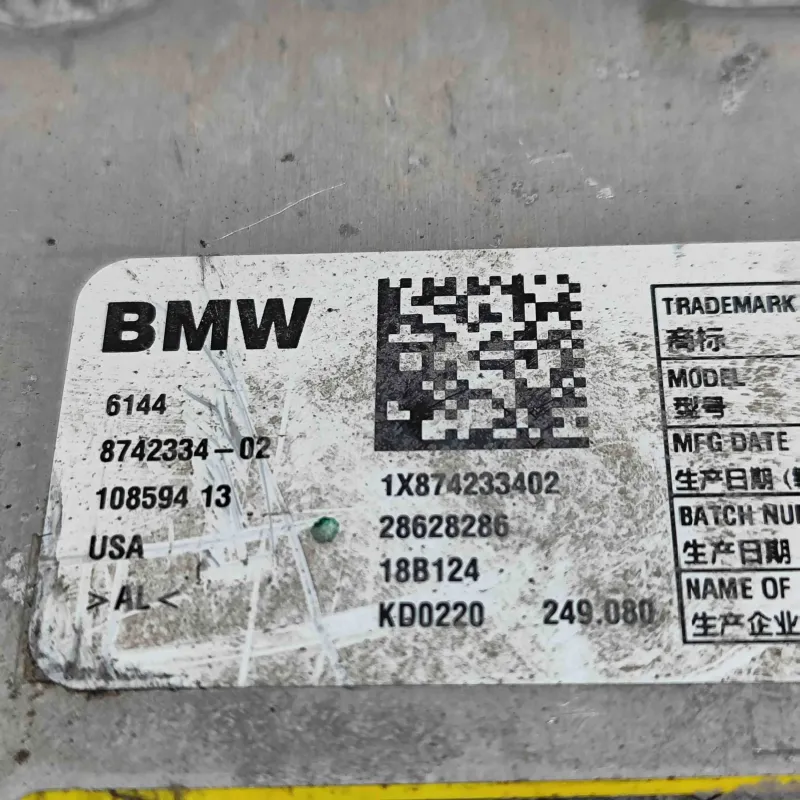 BMW
6144
8742334-02
108594 13
USA
>AL<
1X874233402
28628286
18B124
KD0220 249.080
TRADEMARK
商标
MODEL
型号
MFG DATE
生产日期
BATCH
生产日期
NAME OF
生产企业